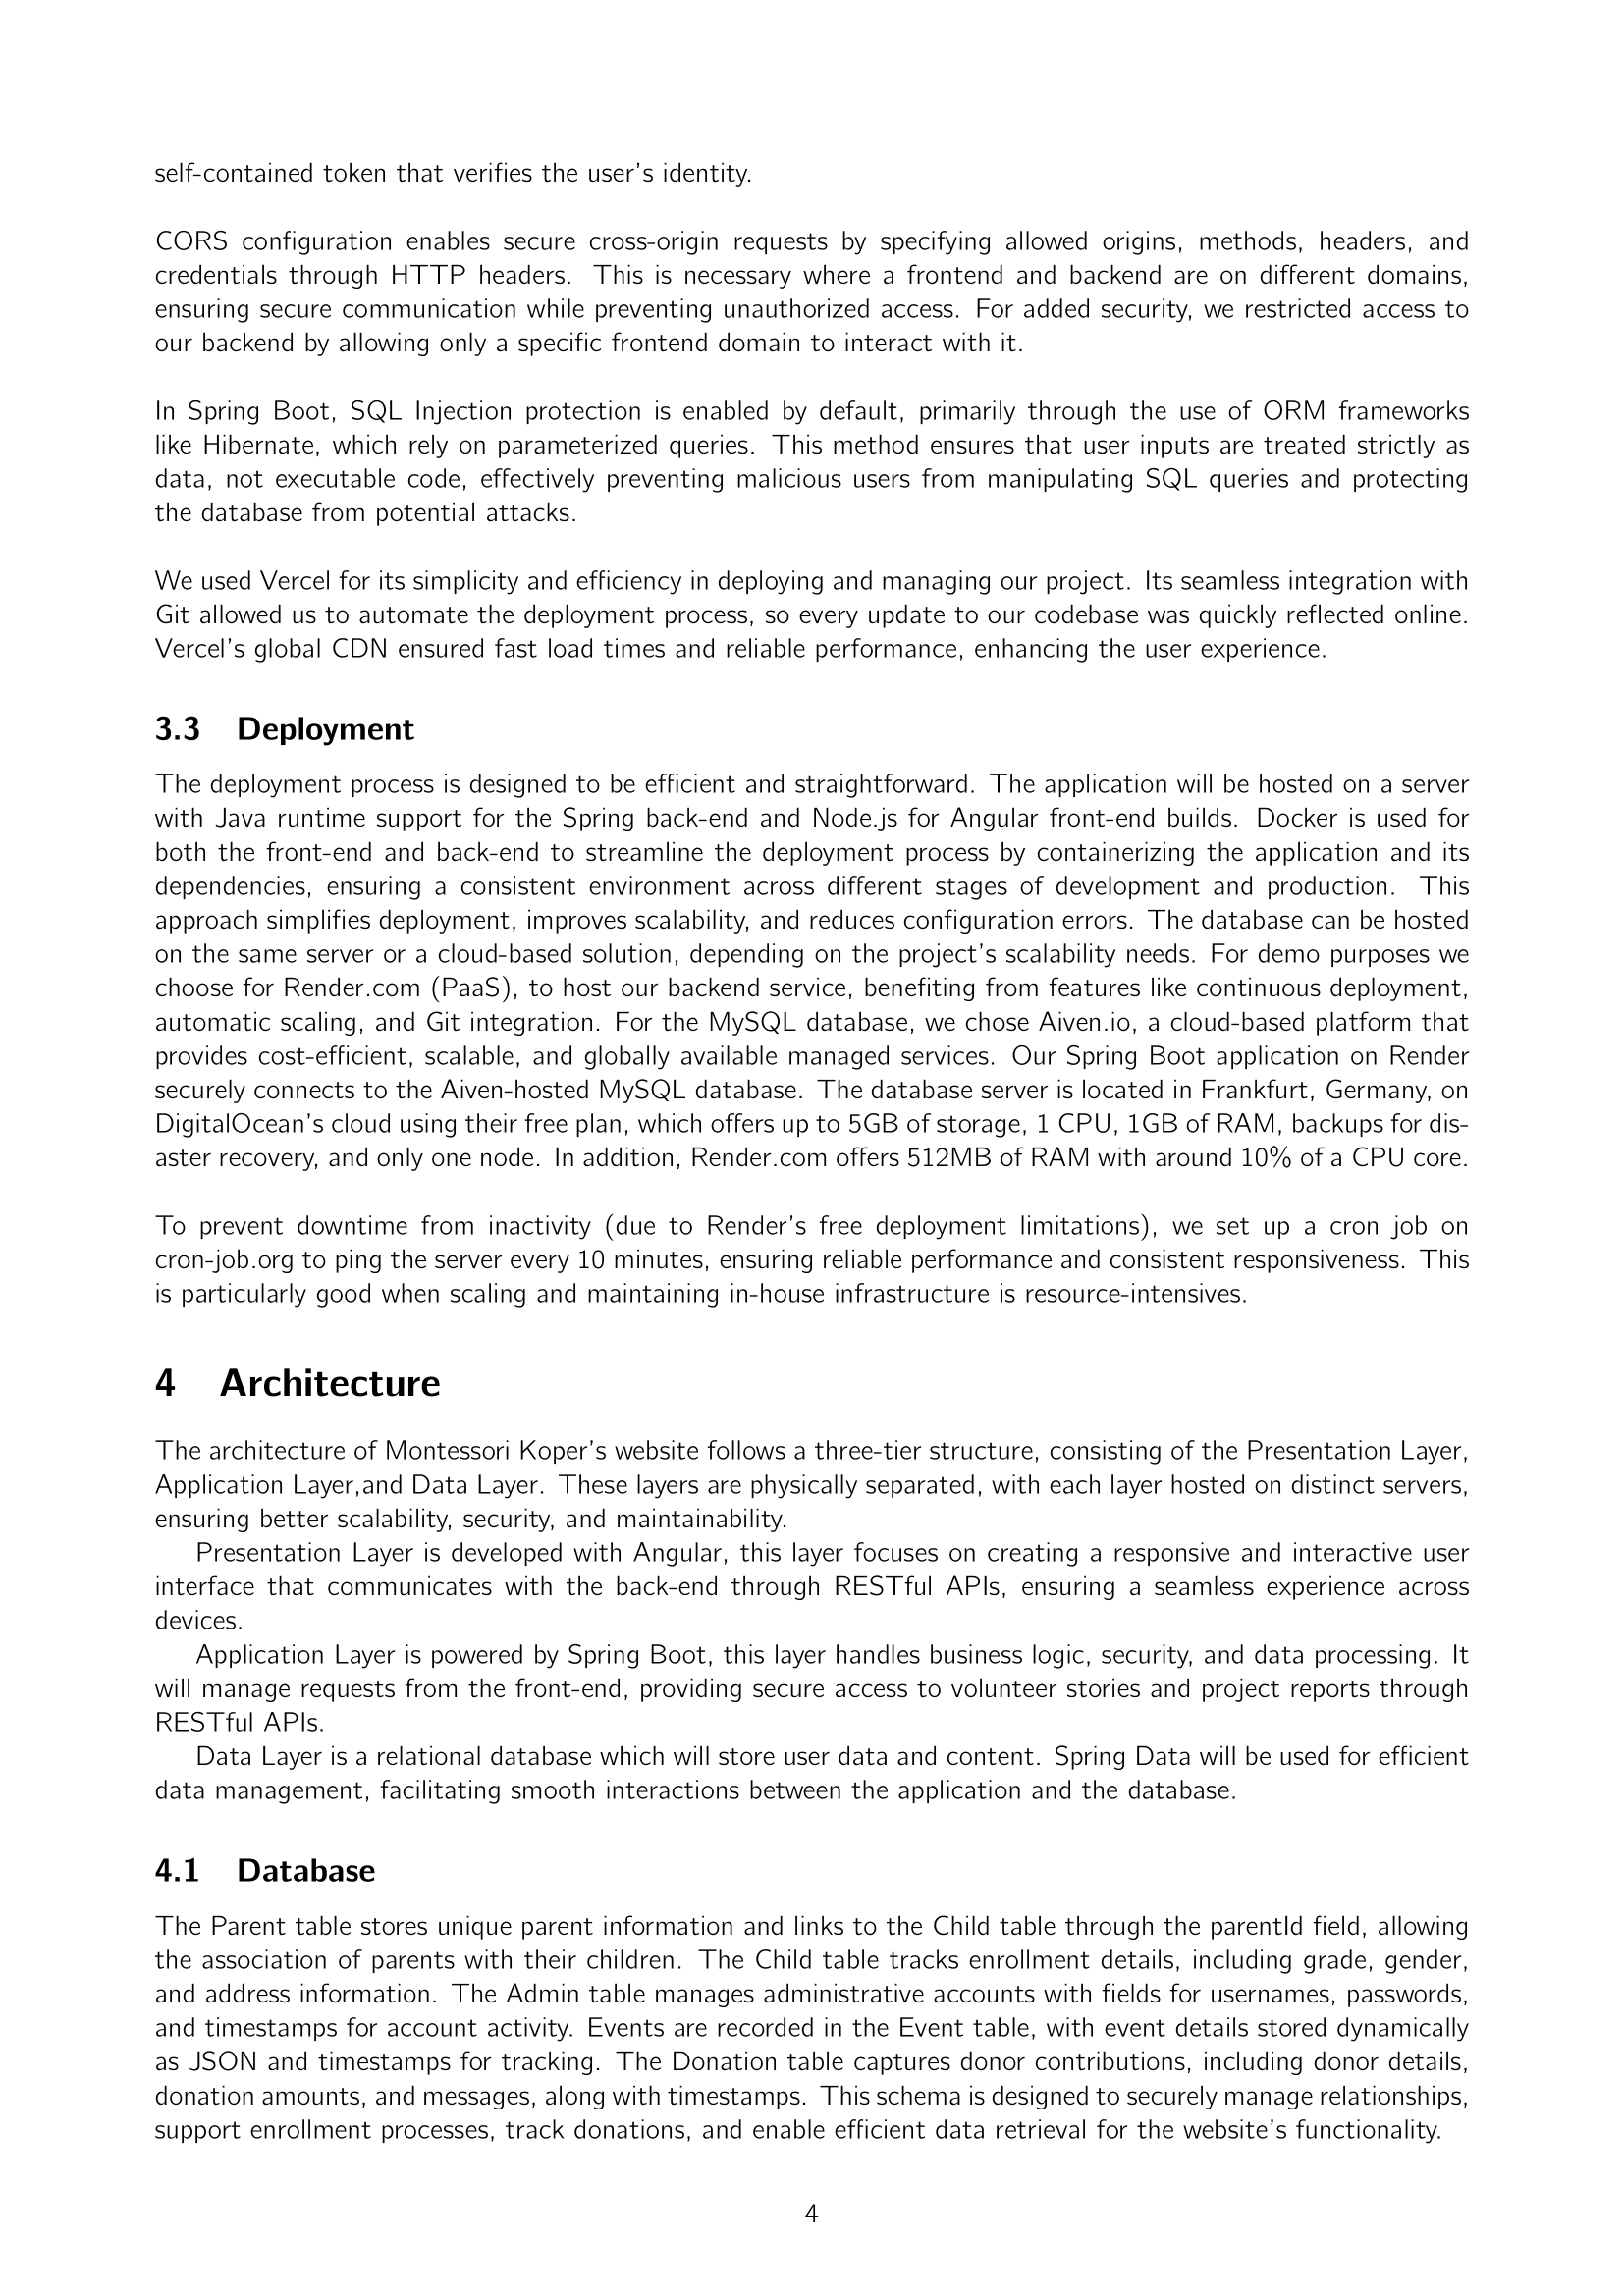 self-contained token that verifies the user's identity.
CORS configuration enables secure cross-origin requests by specifying allowed origins, methods, headers, and
credentials through HTTP headers. This is necessary where a frontend and backend are on different domains,
ensuring secure communication while preventing unauthorized access. For added security, we restricted access to
our backend by allowing only a specific frontend domain to interact with it.
In Spring Boot, SQL Injection protection is enabled by default, primarily through the use of ORM frameworks
like Hibernate, which rely on parameterized queries. This method ensures that user inputs are treated strictly as
data, not executable code, effectively preventing malicious users from manipulating SQL queries and protecting
the database from potential attacks.
We used Vercel for its simplicity and efficiency in deploying and managing our project. Its seamless integration with
Git allowed us to automate the deployment process, so every update to our codebase was quickly reflected online.
Vercel's global CDN ensured fast load times and reliable performance, enhancing the user experience.
3.3 Deployment
The deployment process is designed to be efficient and straightforward. The application will be hosted on a server
with Java runtime support for the Spring back-end and Node.js for Angular front-end builds. Docker is used for
both the front-end and back-end to streamline the deployment process by containerizing the application and its
dependencies, ensuring a consistent environment across different stages of development and production. This
approach simplifies deployment, improves scalability, and reduces configuration errors. The database can be hosted
on the same server or a cloud-based solution, depending on the project's scalability needs. For demo purposes we
choose for Render.com (PaaS), to host our backend service, benefiting from features like continuous deployment,
automatic scaling, and Git integration. For the MySQL database, we chose Aiven.io, a cloud-based platform that
provides cost-efficient, scalable, and globally available managed services. Our Spring Boot application on Render
securely connects to the Aiven-hosted MySQL database. The database server is located in Frankfurt, Germany, on
DigitalOcean's cloud using their free plan, which offers up to 5GB of storage, 1 CPU, 1GB of RAM, backups for dis-
aster recovery, and only one node. In addition, Render.com offers 512MB of RAM with around 10% of a CPU core.
To prevent downtime from inactivity (due to Render's free deployment limitations), we set up a cron job on
cron-job.org to ping the server every 10 minutes, ensuring reliable performance and consistent responsiveness. This
is particularly good when scaling and maintaining in-house infrastructure is resource-intensives.
4 Architecture
The architecture of Montessori Koper's website follows a three-tier structure, consisting of the Presentation Layer,
Application Layer,and Data Layer. These layers are physically separated, with each layer hosted on distinct servers,
ensuring better scalability, security, and maintainability.
Presentation Layer is developed with Angular, this layer focuses on creating a responsive and interactive user
interface that communicates with the back-end through RESTful APIs, ensuring a seamless experience across
devices.
Application Layer is powered by Spring Boot, this layer handles business logic, security, and data processing. It
will manage requests from the front-end, providing secure access to volunteer stories and project reports through
RESTful APIs.
Data Layer is a relational database which will store user data and content. Spring Data will be used for efficient
data management, facilitating smooth interactions between the application and the database.
4.1 Database
The Parent table stores unique parent information and links to the Child table through the parentId field, allowing
the association of parents with their children. The Child table tracks enrollment details, including grade, gender,
and address information. The Admin table manages administrative accounts with fields for usernames, passwords,
and timestamps for account activity. Events are recorded in the Event table, with event details stored dynamically
as JSON and timestamps for tracking. The Donation table captures donor contributions, including donor details,
donation amounts, and messages, along with timestamps. This schema is designed to securely manage relationships,
support enrollment processes, track donations, and enable efficient data retrieval for the website's functionality.
4